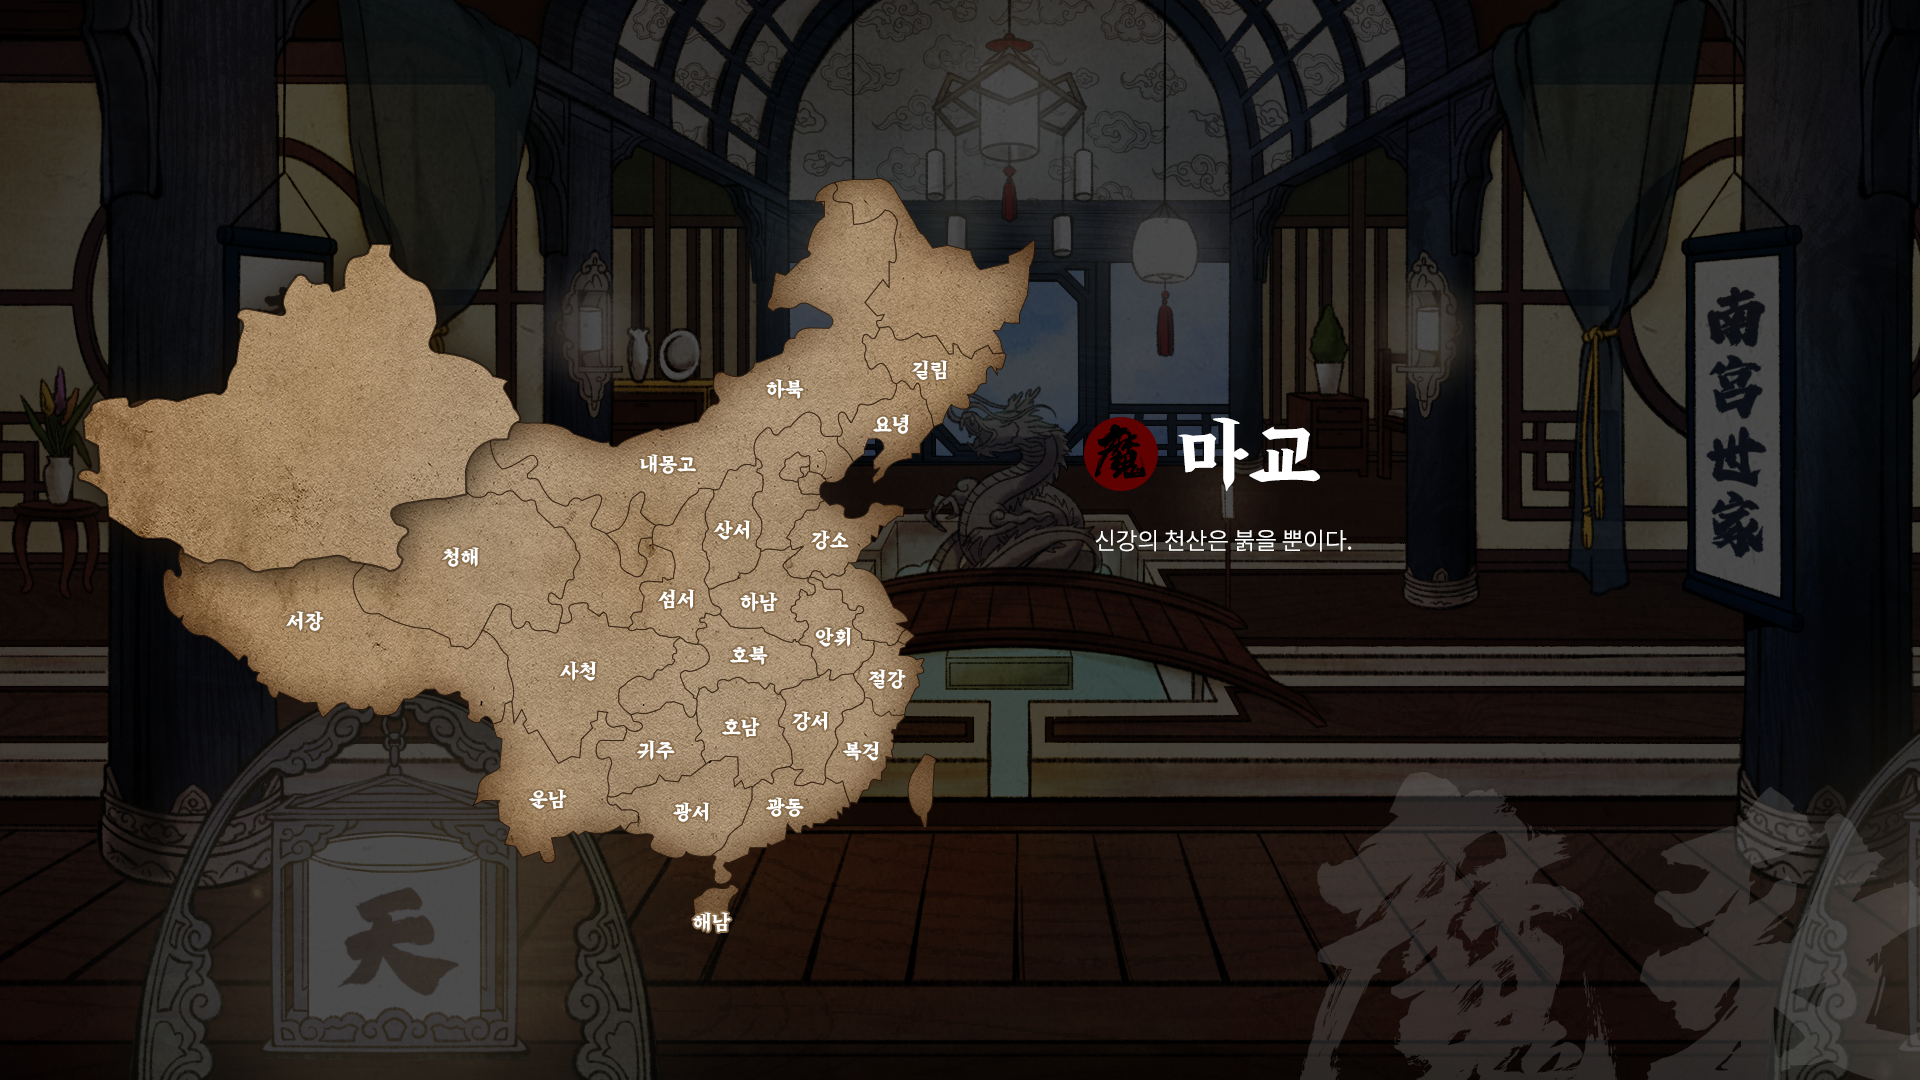 길림
하북
요녕
내몽고
산서
강소
청해
섬서
하남
서장
안휘
호북
사천
절강
강서
호남
귀주
복건
운남
광동
광서
해남
魔 마교
신강의 천산은 붉을 뿐이다.
南宮世家
天
魔